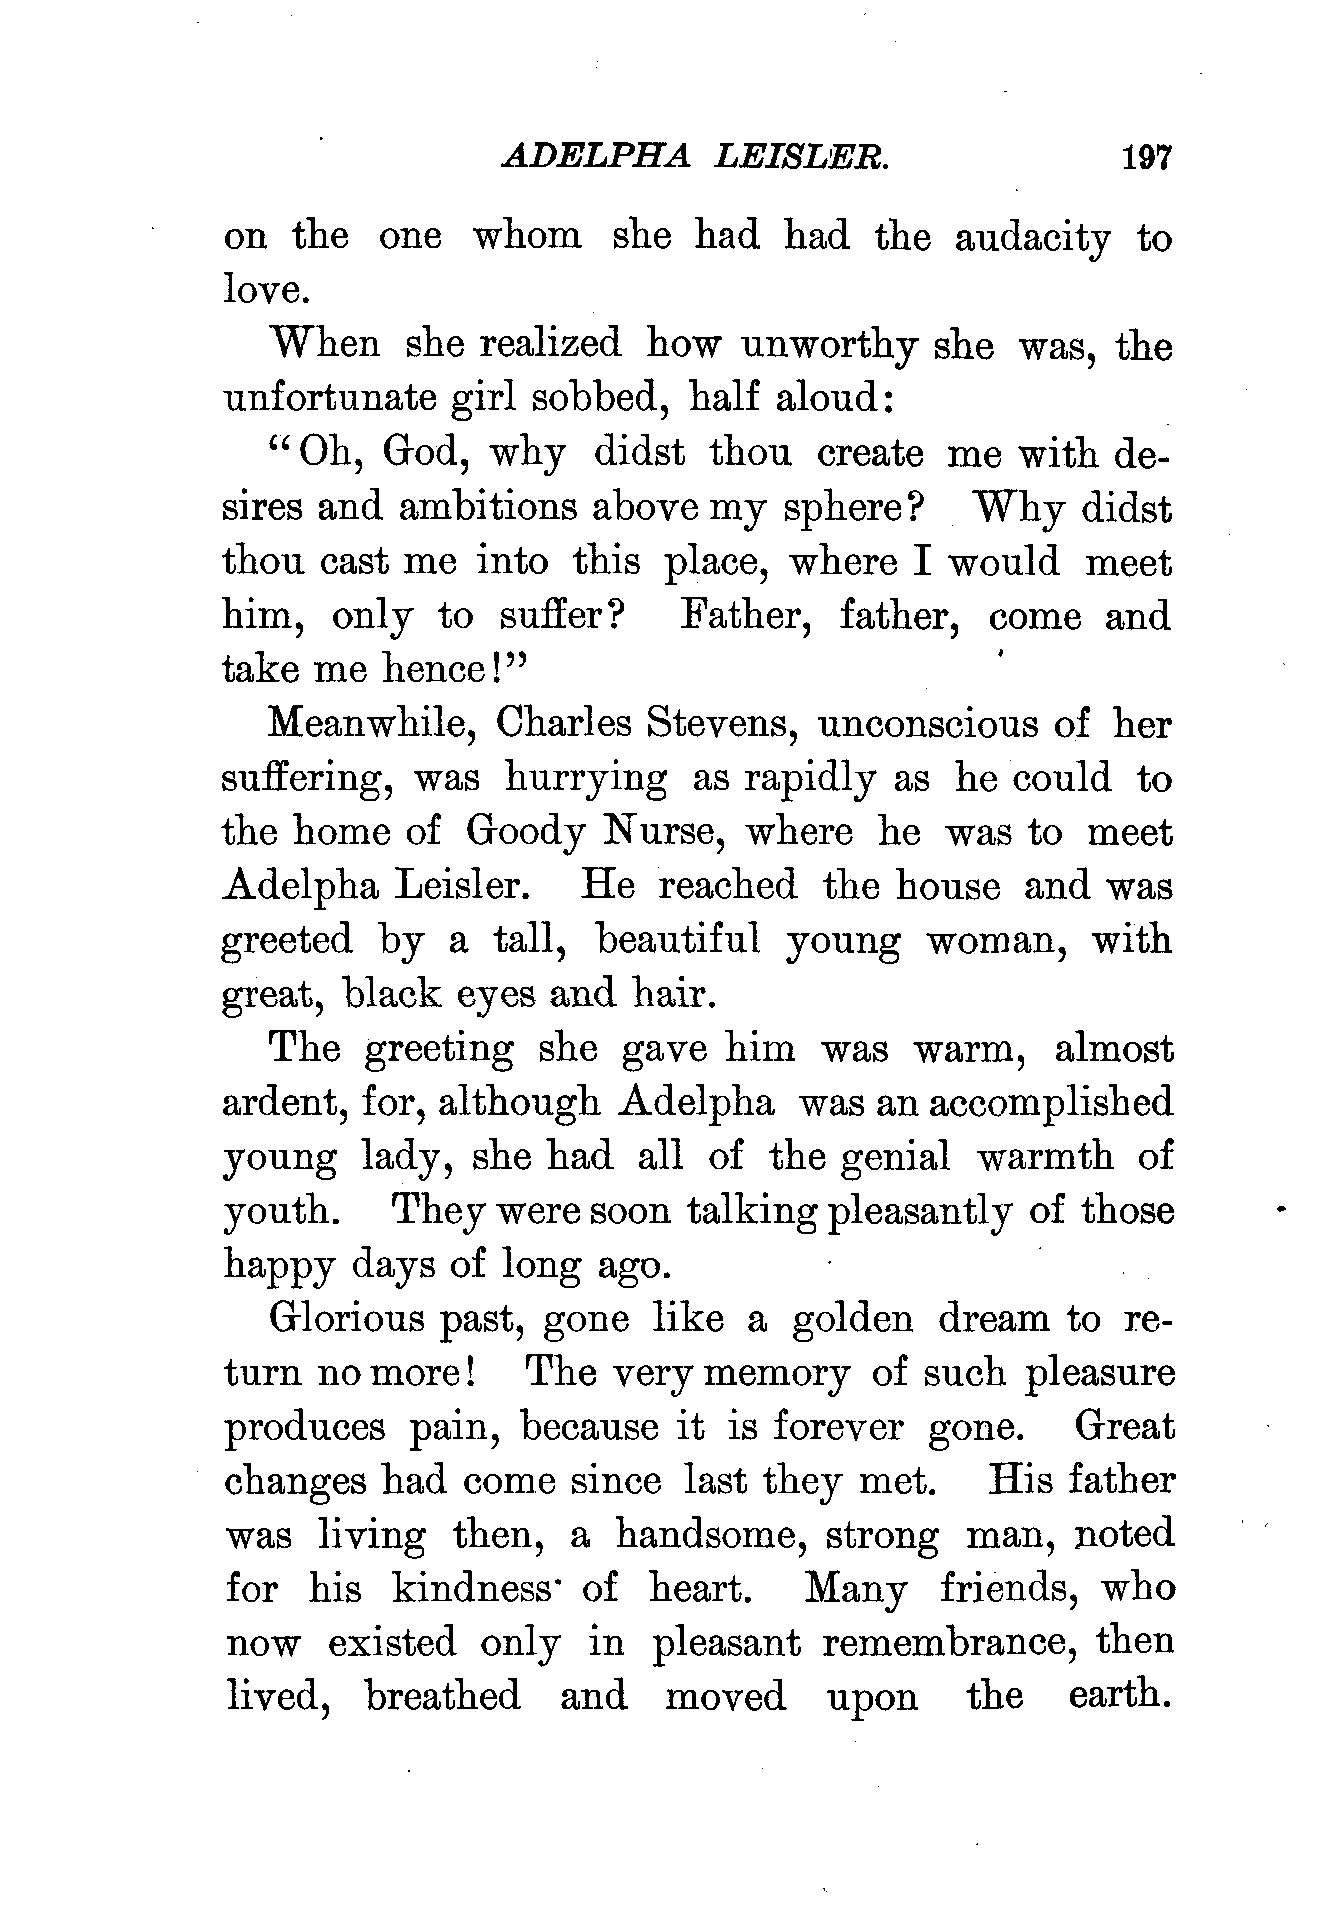 ADELPHA LEISLER. 197
on the one whom she had had the audacity to
love.
When she realized how unworthy she was, the
unfortunate girl sobbed, half aloud:
“Oh, God, why didst thou create me with de-
sires and ambitions above my sphere? Why didst
thou cast me into this place, where I would meet
him, only to suffer? Father, father, come and
take me hence!”
Meanwhile, Charles Stevens, unconscious of her
suffering, was hurrying as rapidly as he could to
the home of Goody Nurse, where he was to meet
Adelpha Leisler. He reached the house and was
greeted by a tall, beautiful young woman, with
great, black eyes and hair.
The greeting she gave him was warm, almost
ardent, for, although Adelpha was an accomplished
young lady, she had all of the genial warmth of
youth. They were soon talking pleasantly of those
happy days of long ago.
Glorious past, gone like a golden dream to re-
turn no more! The very memory of such pleasure
produces pain, because it is forever gone. Great
changes had come since last they met. His father
was living then, a handsome, strong man, noted
for his kindness of heart. Many friends, who
now existed only in pleasant remembrance, then
lived, breathed and moved upon the earth.